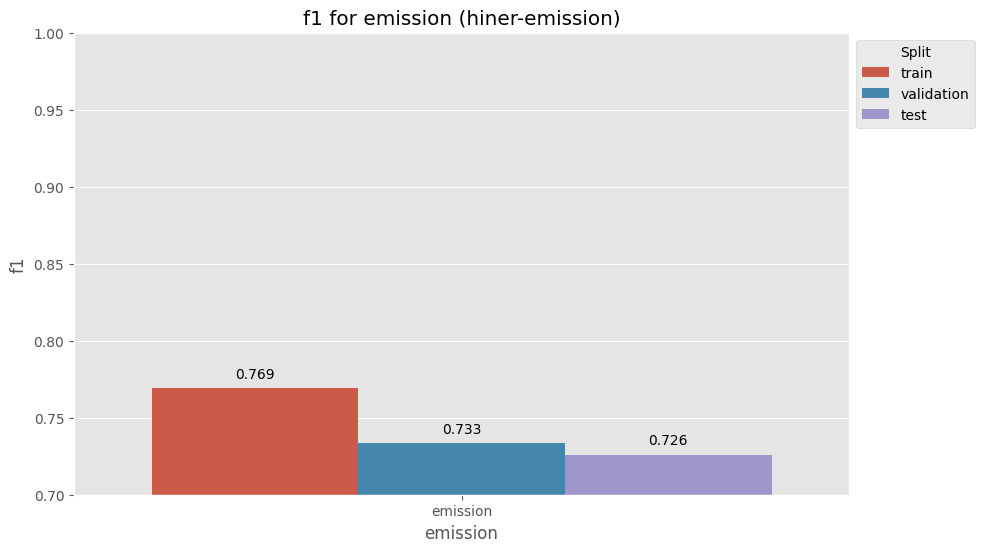 f1 for emission (hiner-emission)
1.00
0.95
0.90
0.85
0.80
0.75
0.70
f1
0.769
0.733
0.726
emission
emission
Split
train
validation
test